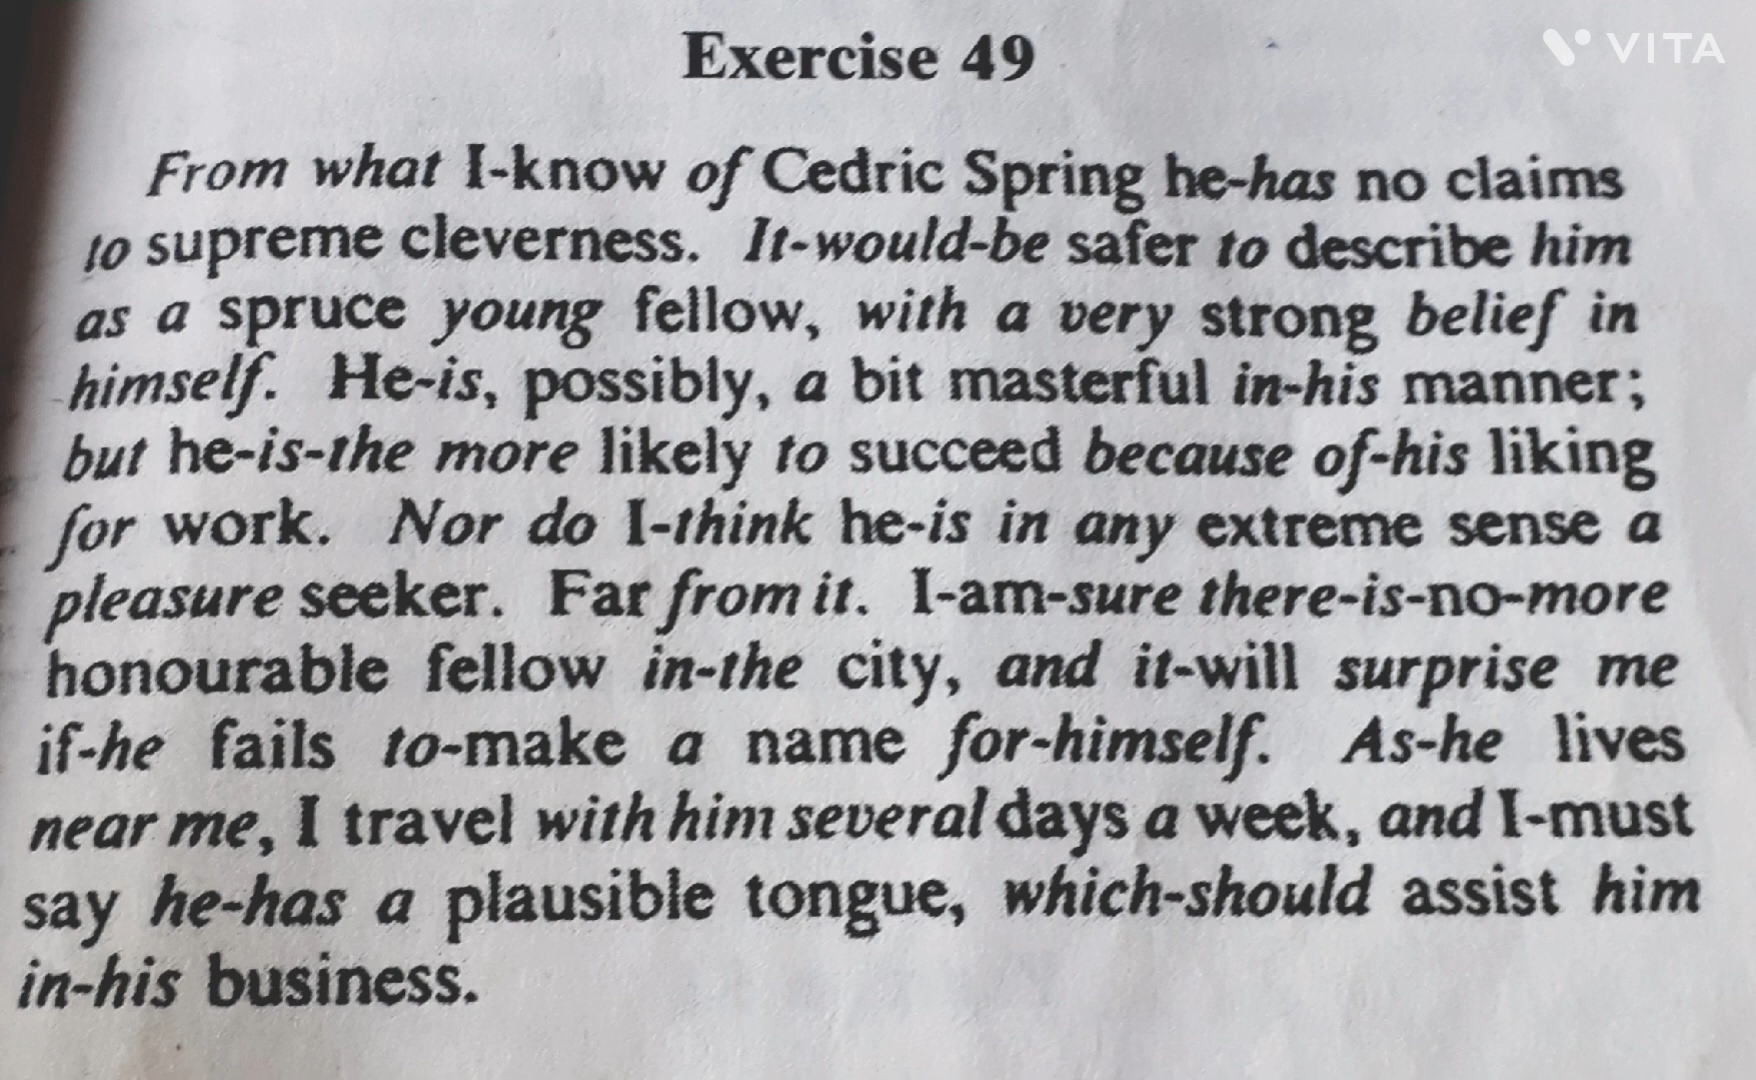 VITA
Exercise 49
From what I-know of Cedric Spring he-has no claims
to supreme cleverness. It-would-be safer to describe him
as a spruce young fellow, with a very strong belief in
himself. He-is, possibly, a bit masterful in-his manner;
but he-is-the more likely to succeed because of-his liking
for work. Nor do I-think he-is in any extreme sense a
pleasure seeker. Far from it. I-am-sure there-is-no-more
honourable fellow in-the city, and it-will surprise me
if-he fails to-make a name for-himself. As-he lives
near me, I travel with him several days a week, and I-must
say he-has a plausible tongue, which-should assist him
in-his business.